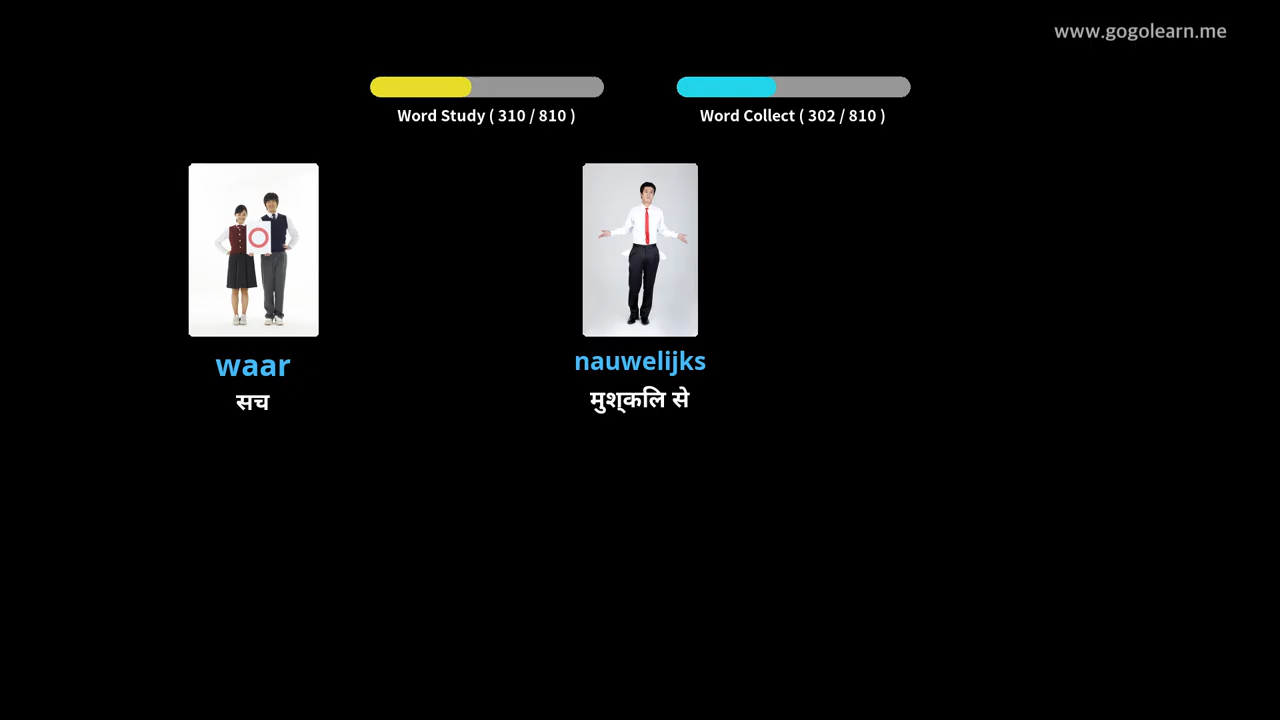 www.gogolearn.me
Word Study ( 310 / 810 )
Word Collect ( 302 / 810 )
waar
सच
nauwelijks
मुश्किल से